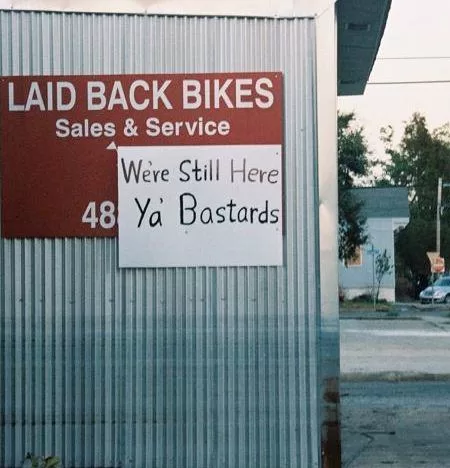 LAID BACK BIKES
Sales & Service
We're Still Here
48
Ya' Bastards